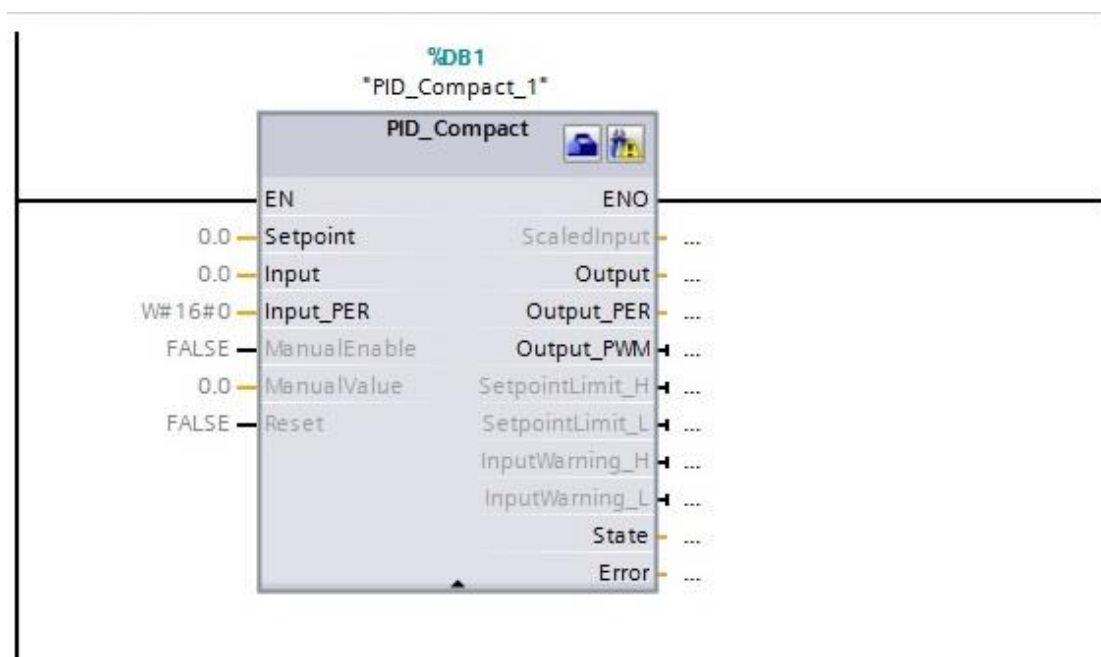 %DB1
"PID_Compact_1"
PID_Compact
EN ENO
0.0 Setpoint ScaledInput ...
0.0 Input Output ...
W#16#0 Input_PER Output_PER ...
FALSE ManualEnable Output_PWM ...
0.0 ManualValue SetpointLimit_H ...
FALSE Reset SetpointLimit_L ...
InputWarning_H ...
InputWarning_L ...
State ...
Error ...